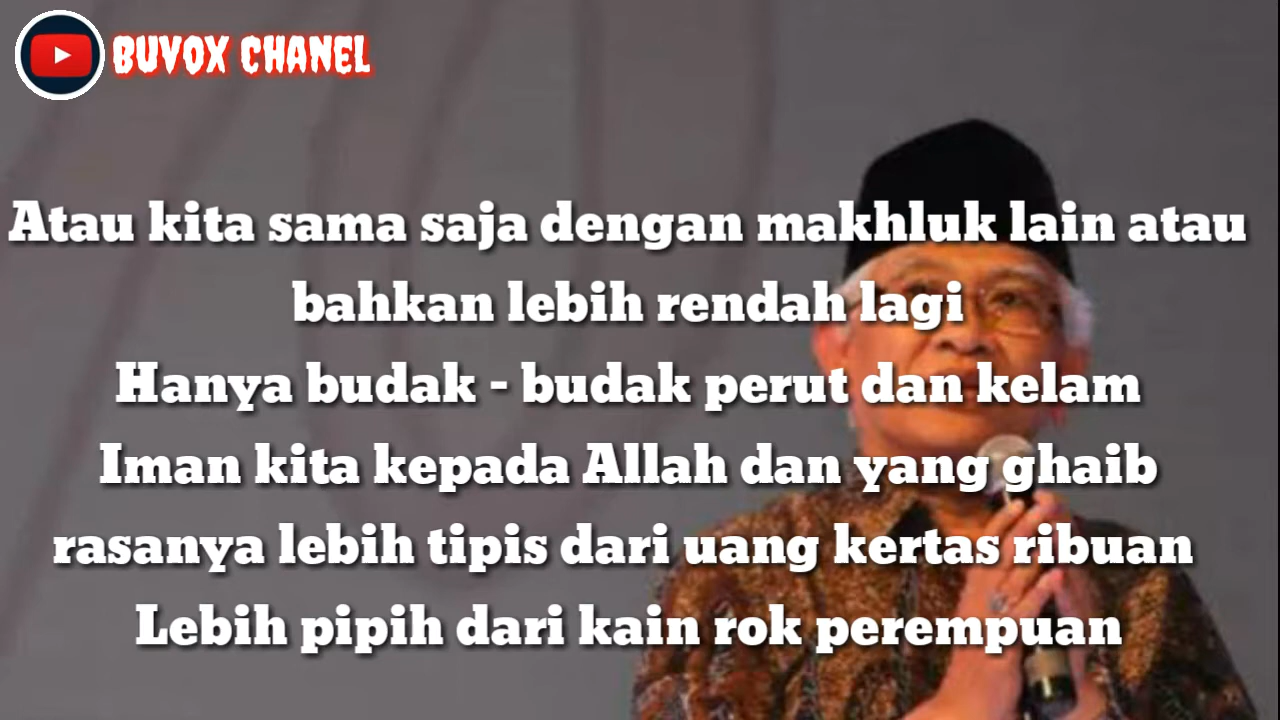 BUVOX CHANEL
Atau kita sama saja dengan makhluk lain atau
bahkan lebih rendah lagi
Hanya budak - budak perut dan kelam
Iman kita kepada Allah dan yang ghaib
rasanya lebih tipis dari uang kertas ribuan
Lebih pipih dari kain rok perempuan